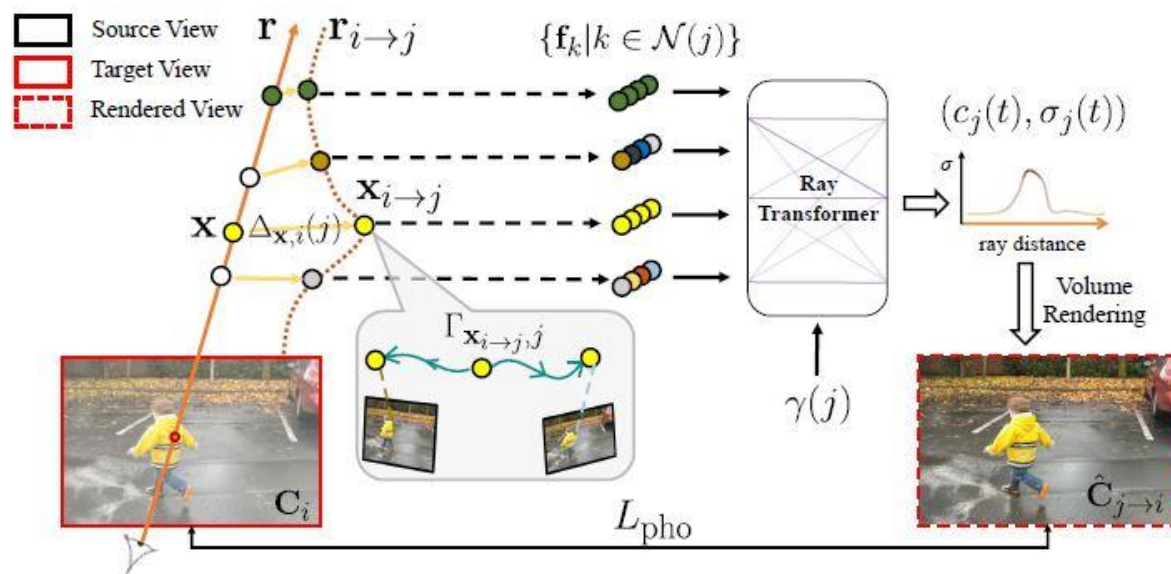 Source View
Target View
Rendered View
r
r_{i→j}
{f_k|k ∈ N(j)}
(c_j(t), σ_j(t))
x_{i→j}
x
Δ_{x,i}(j)
Ray
Transformer
σ
ray distance
Volume
Rendering
Γ_{x_{i→j},j}
γ(j)
C_i
Ĉ_{j→i}
L_pho